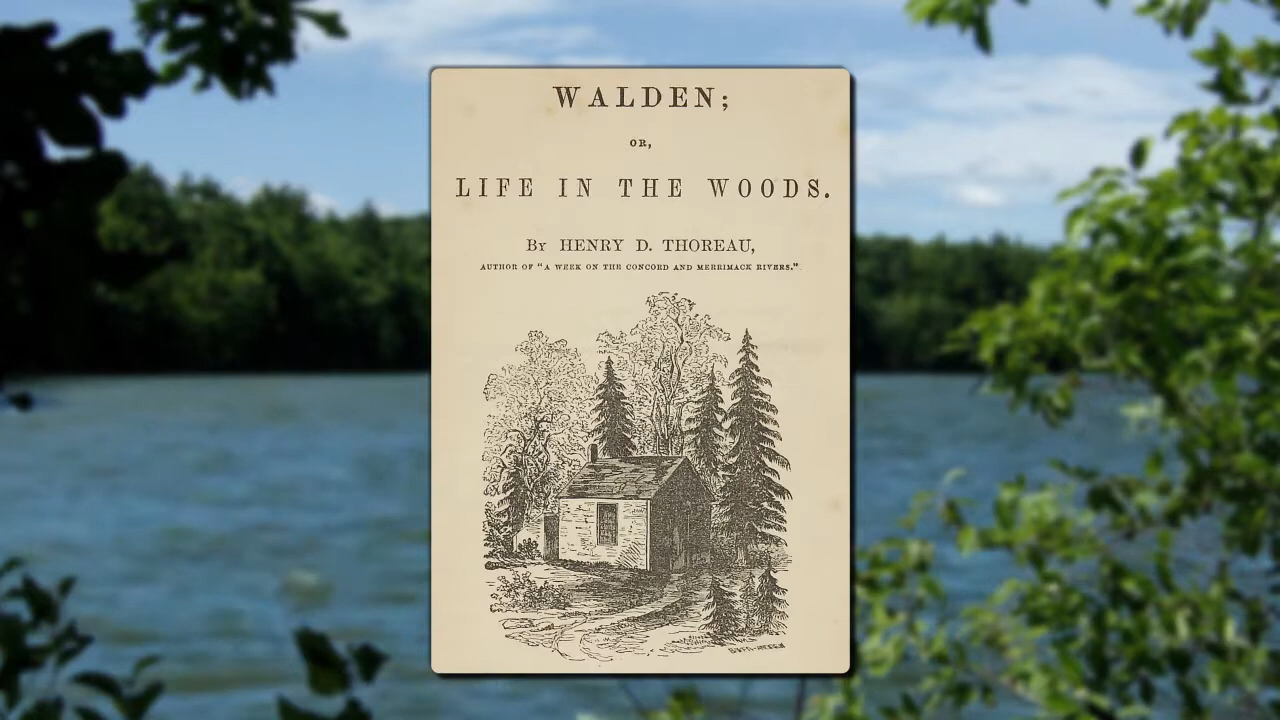 WALDEN;
OR,
LIFE IN THE WOODS.
By HENRY D. THOREAU,
AUTHOR OF "A WEEK ON THE CONCORD AND MERRIMACK RIVERS."